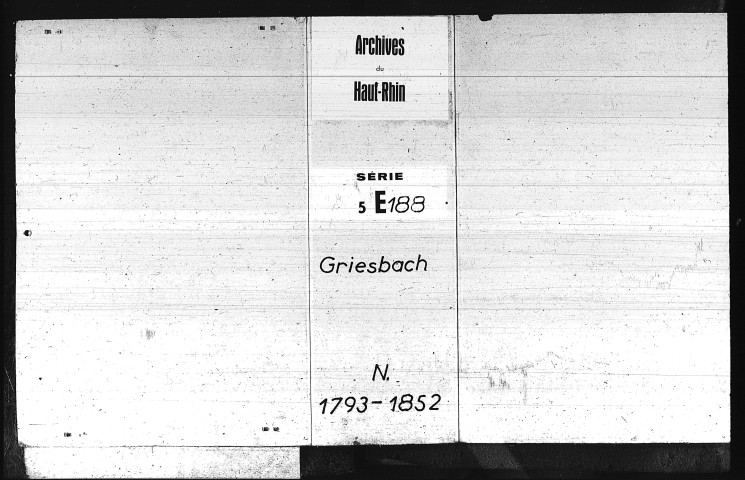 Archives
du
Haut-Rhin
SÉRIE
5 E188
Griesbach
N.
1793-1852